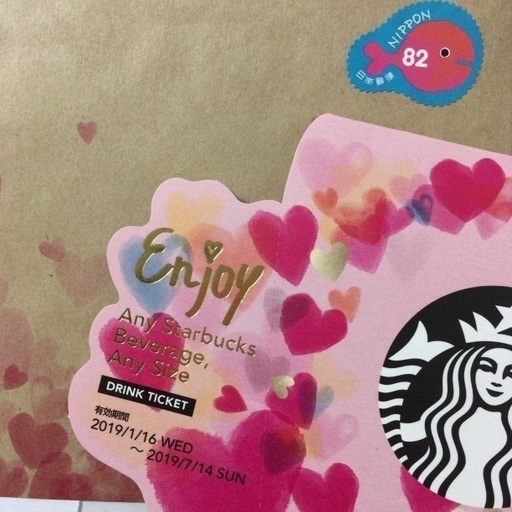 NIPPON
82
日本郵便
Enjoy
Any Starbucks
Beverage,
Any Size
DRINK TICKET
有効期間
2019/1/16 WED
～ 2019/7/14 SUN